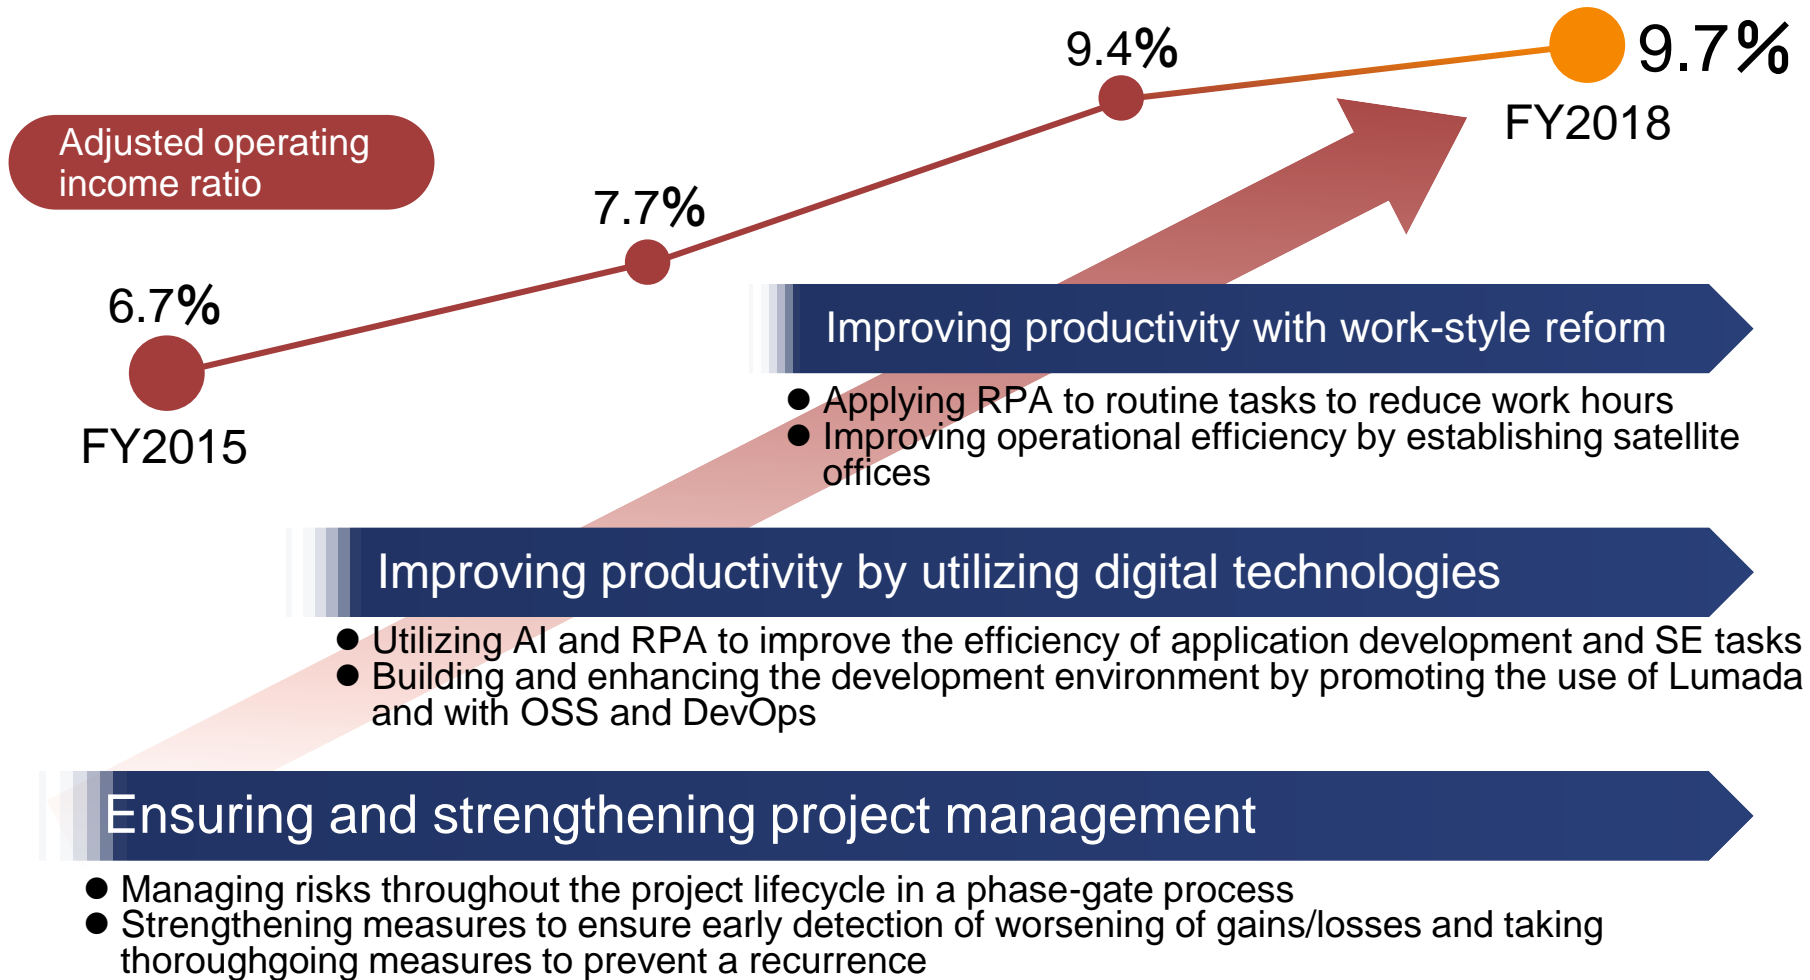 9.4%
9.7%
FY2018
Adjusted operating
income ratio
7.7%
6.7%
FY2015
Improving productivity with work-style reform
● Applying RPA to routine tasks to reduce work hours
● Improving operational efficiency by establishing satellite
offices
Improving productivity by utilizing digital technologies
● Utilizing AI and RPA to improve the efficiency of application development and SE tasks
● Building and enhancing the development environment by promoting the use of Lumada
and with OSS and DevOps
Ensuring and strengthening project management
● Managing risks throughout the project lifecycle in a phase-gate process
● Strengthening measures to ensure early detection of worsening of gains/losses and taking
thoroughgoing measures to prevent a recurrence